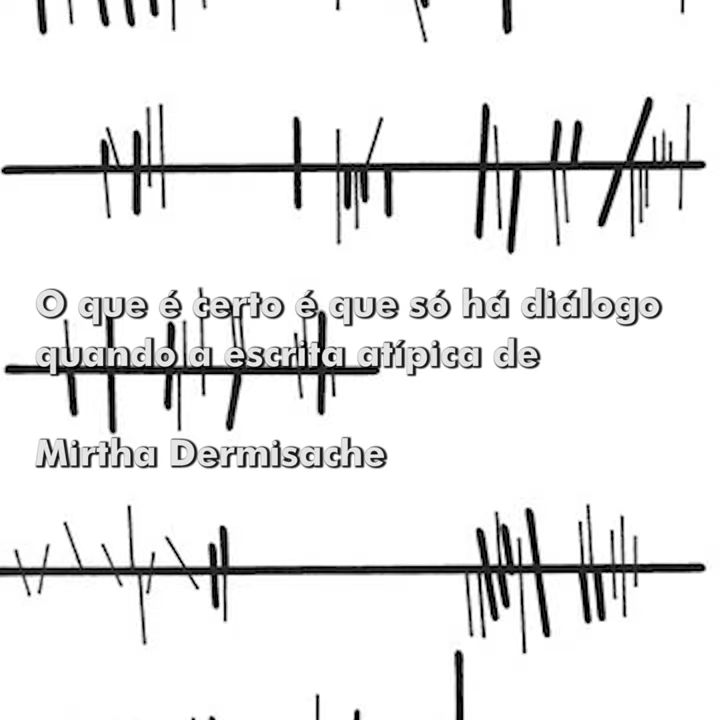 O que é certo é que só há diálogo
quando a escrita atípica de
Mirtha Dermisache